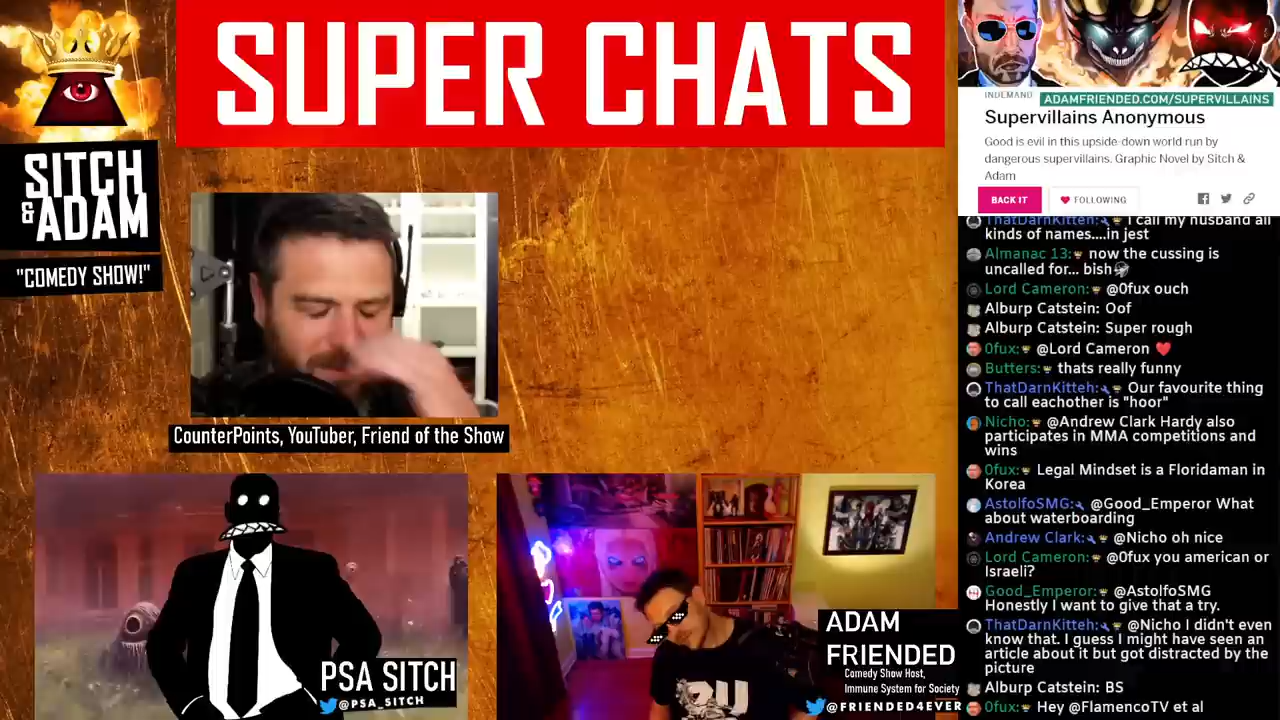 SUPER CHATS
SITCH
& ADAM
"COMEDY SHOW!"
CounterPoints, YouTuber, Friend of the Show
PSA SITCH
@PSA_SITCH
ADAM
FRIENDED
Comedy Show Host,
Immune System for Society
@FRIENDED4EVER
INDEMAND
ADAMFRIENDED.COM/SUPERVILLAINS
Supervillains Anonymous
Good is evil in this upside-down world run by
dangerous supervillains. Graphic Novel by Sitch &
Adam
BACK IT
FOLLOWING
ThatDarnKitteh: I call my husband all
kinds of names....in jest
Almanac 13: now the cussing is
uncalled for... bish
Lord Cameron: @0fux ouch
Alburp Catstein: Oof
Alburp Catstein: Super rough
0fux: @Lord Cameron ❤️
Butters: thats really funny
ThatDarnKitteh: Our favourite thing
to call eachother is "hoor"
Nicho: @Andrew Clark Hardy also
participates in MMA competitions and
wins
0fux: Legal Mindset is a Floridaman in
Korea
AstolfoSMG: @Good_Emperor What
about waterboarding
Andrew Clark: @Nicho oh nice
Lord Cameron: @0fux you american or
Israeli?
Good_Emperor: @AstolfoSMG
Honestly I want to give that a try.
ThatDarnKitteh: @Nicho I didn't even
know that. I guess I might have seen an
article about it but got distracted by the
picture
Alburp Catstein: BS
0fux: Hey @FlamencoTV et al